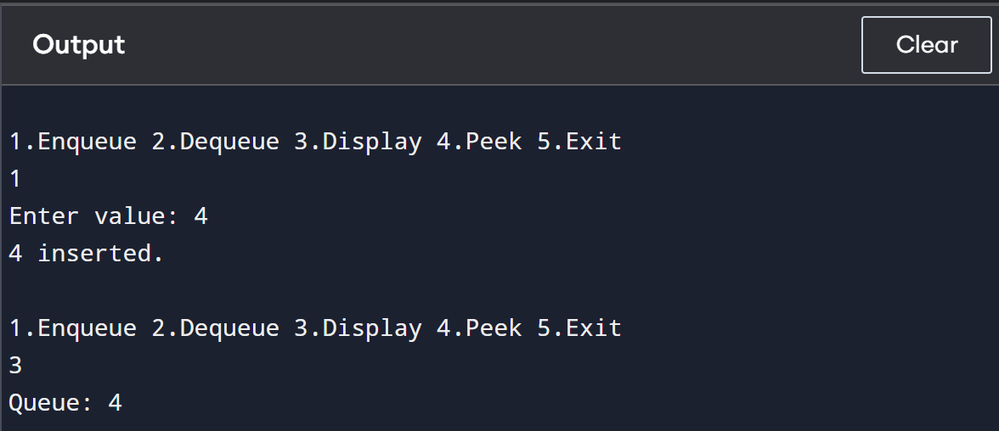 Output
Clear
1.Enqueue 2.Dequeue 3.Display 4.Peek 5.Exit
1
Enter value: 4
4 inserted.
1.Enqueue 2.Dequeue 3.Display 4.Peek 5.Exit
3
Queue: 4